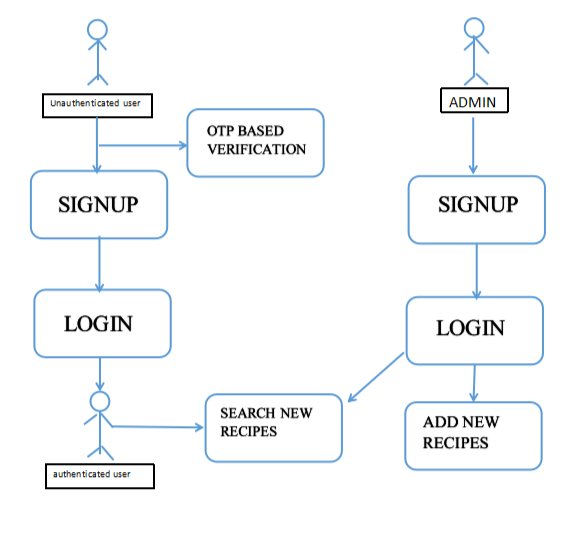 Unauthenticated user
ADMIN
OTP BASED
VERIFICATION
SIGNUP
SIGNUP
LOGIN
LOGIN
SEARCH NEW
RECIPES
ADD NEW
RECIPES
authenticated user